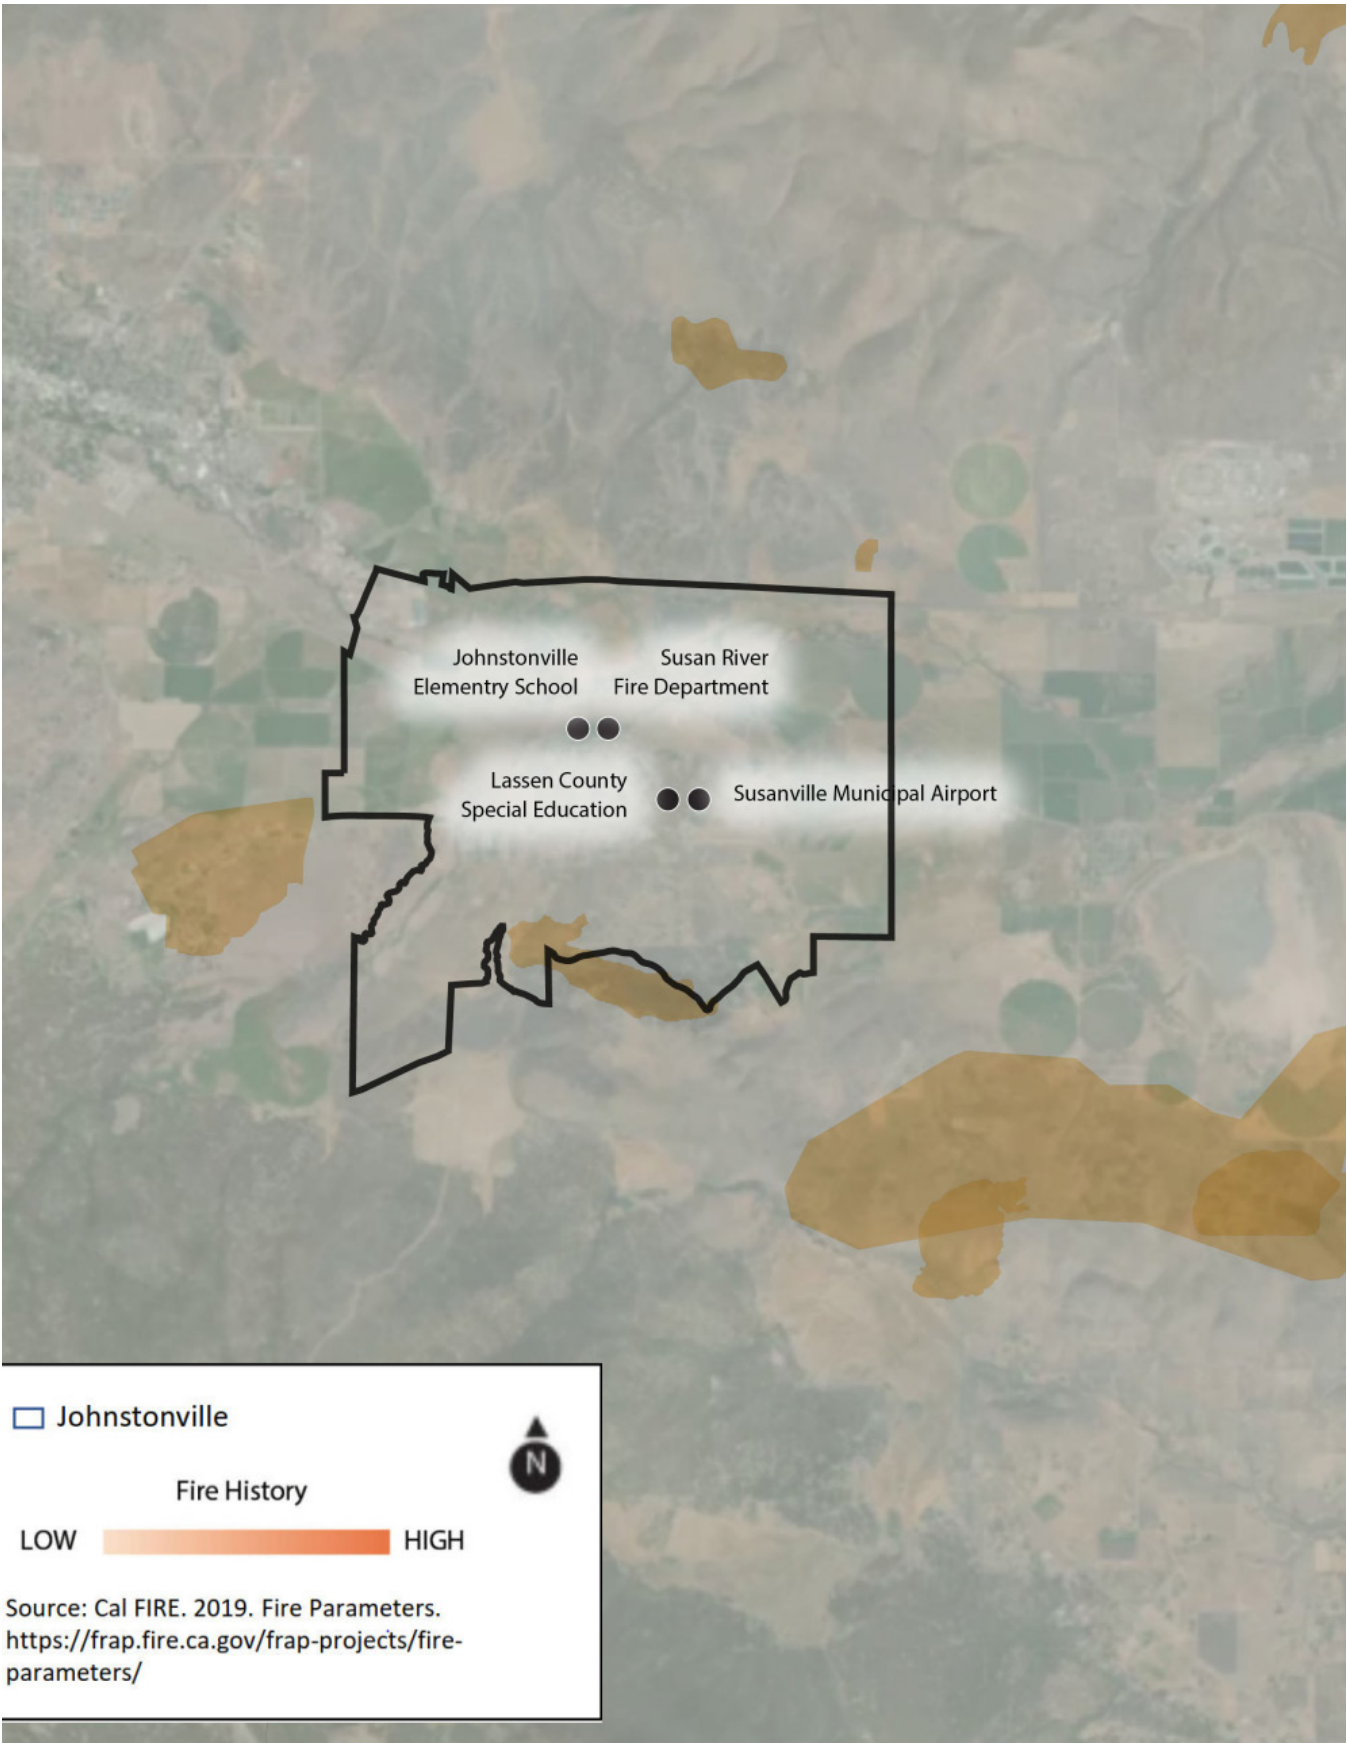 Johnstonville
Elementry School
Susan River
Fire Department
Lassen County
Special Education
Susanville Municipal Airport
Johnstonville
N
Fire History
LOW
HIGH
Source: Cal FIRE. 2019. Fire Parameters.
https://frap.fire.ca.gov/frap-projects/fire-
parameters/